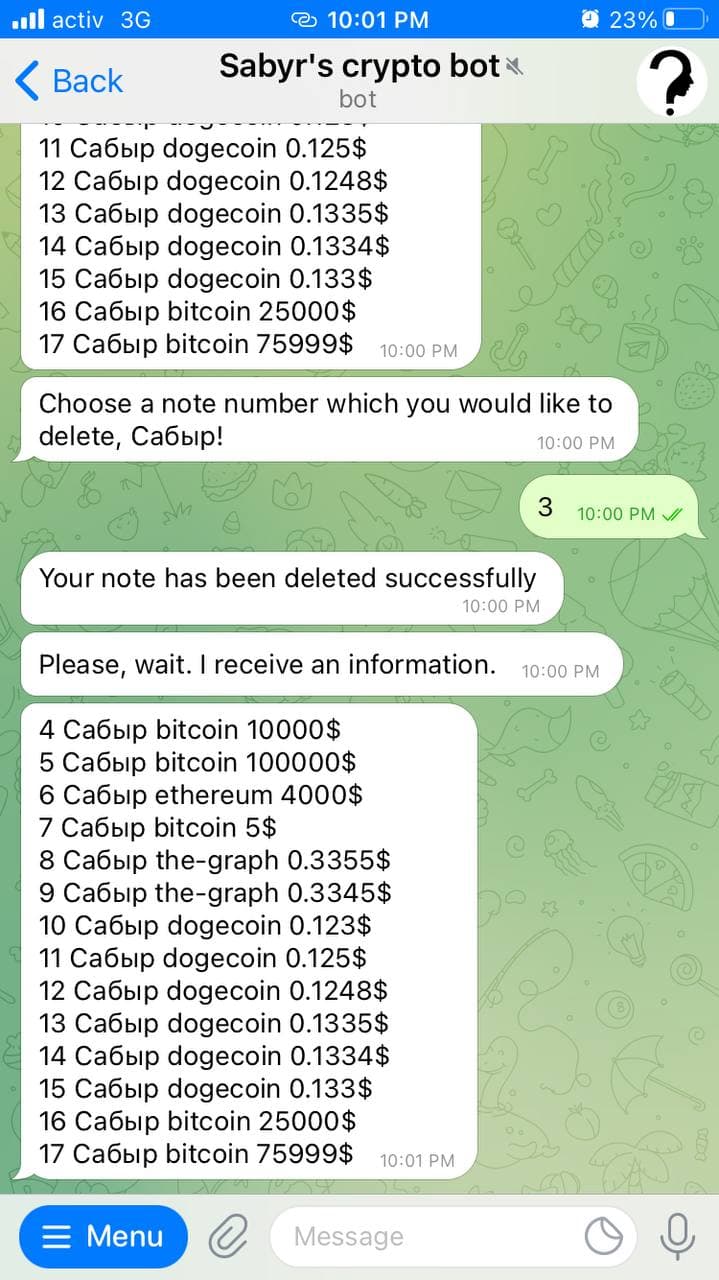 activ 3G 10:01 PM 23%
Back
Sabyr's crypto bot
bot
11 Сабыр dogecoin 0.125$
12 Сабыр dogecoin 0.1248$
13 Сабыр dogecoin 0.1335$
14 Сабыр dogecoin 0.1334$
15 Сабыр dogecoin 0.133$
16 Сабыр bitcoin 25000$
17 Сабыр bitcoin 75999$ 10:00 PM
Choose a note number which you would like to
delete, Сабыр! 10:00 PM
3 10:00 PM
Your note has been deleted successfully
10:00 PM
Please, wait. I receive an information. 10:00 PM
4 Сабыр bitcoin 10000$
5 Сабыр bitcoin 100000$
6 Сабыр ethereum 4000$
7 Сабыр bitcoin 5$
8 Сабыр the-graph 0.3355$
9 Сабыр the-graph 0.3345$
10 Сабыр dogecoin 0.123$
11 Сабыр dogecoin 0.125$
12 Сабыр dogecoin 0.1248$
13 Сабыр dogecoin 0.1335$
14 Сабыр dogecoin 0.1334$
15 Сабыр dogecoin 0.133$
16 Сабыр bitcoin 25000$
17 Сабыр bitcoin 75999$ 10:01 PM
Menu Message